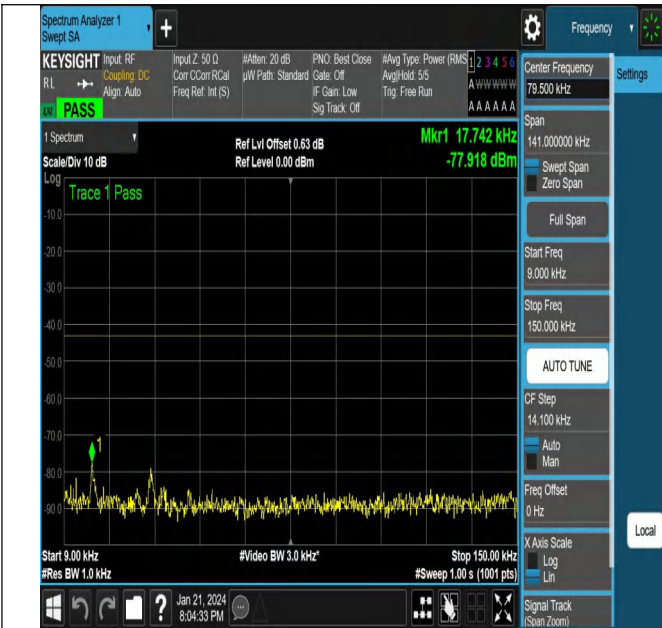 Spectrum Analyzer 1
Swept SA
+
Frequency
KEYSIGHT Input: RF
RL Coupling: DC
Align: Auto
Input Z: 50 Ω
Corr CCorr RCal
Freq Ref: Int (S)
#Atten: 20 dB
µW Path: Standard
PNO: Best Close
Gate: Off
IF Gain: Low
Sig Track: Off
#Avg Type: Power (RMS
Avg|Hold: 5/5
Trig: Free Run
1 2 3 4 5 6
A W W W W W
A A A A A A
PASS
1 Spectrum
Scale/Div 10 dB
Ref Lvl Offset 0.63 dB
Ref Level 0.00 dBm
Mkr1 17.742 kHz
-77.918 dBm
Log
Trace 1 Pass
-10.0
-20.0
-30.0
-40.0
-50.0
-60.0
-70.0
1
-80.0
-90.0
Start 9.00 kHz
#Res BW 1.0 kHz
#Video BW 3.0 kHz*
Stop 150.00 kHz
#Sweep 1.00 s (1001 pts)
?
Jan 21, 2024
8:04:33 PM
Center Frequency
79.500 kHz
Settings
Span
141.000000 kHz
Swept Span
Zero Span
Full Span
Start Freq
9.000 kHz
Stop Freq
150.000 kHz
AUTO TUNE
CF Step
14.100 kHz
Auto
Man
Freq Offset
0 Hz
Local
X Axis Scale
Log
Lin
Signal Track
(Span Zoom)